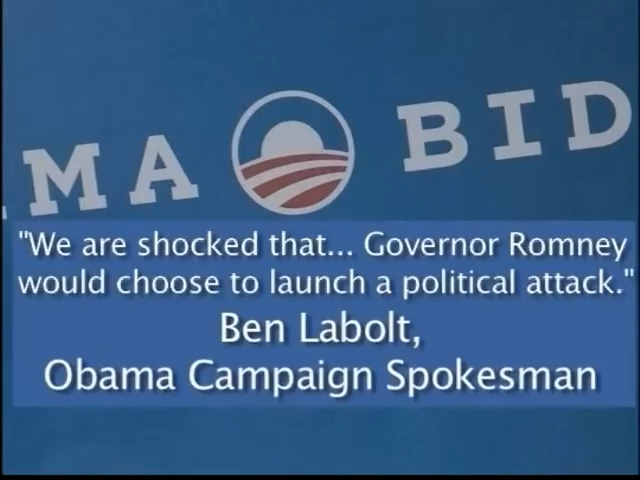 MA BID
"We are shocked that... Governor Romney
would choose to launch a political attack."
Ben Labolt,
Obama Campaign Spokesman